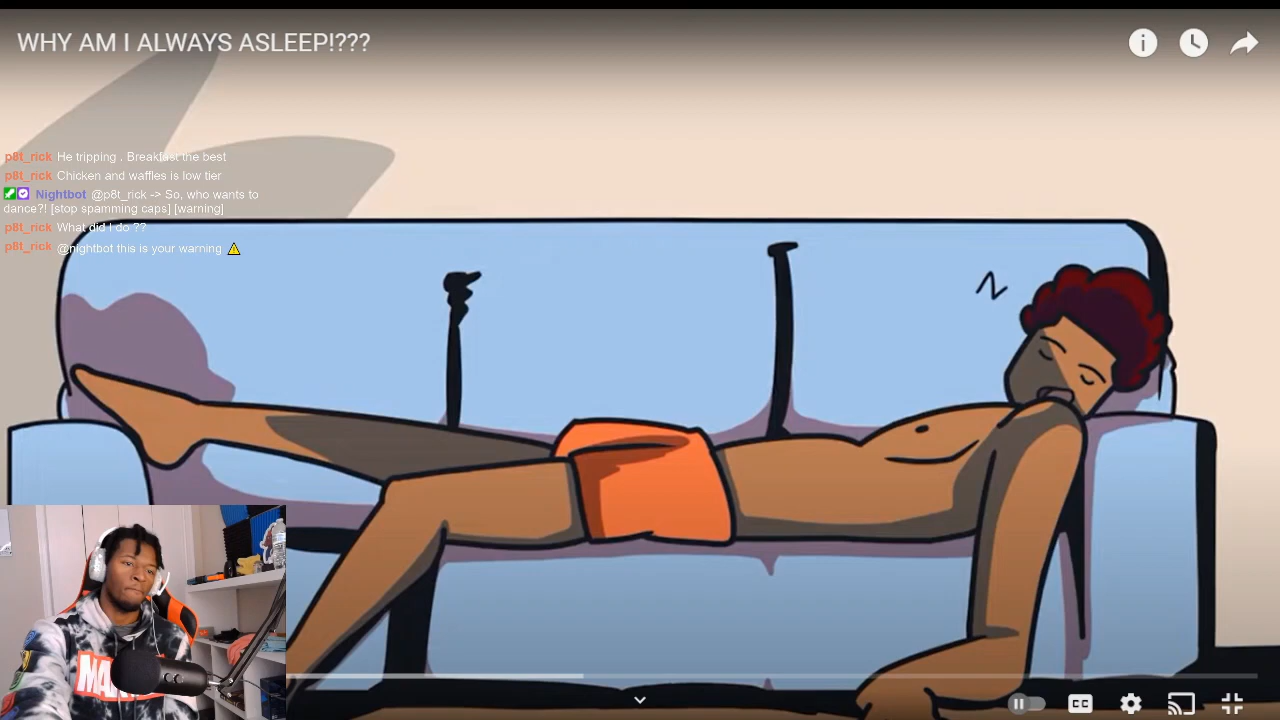 WHY AM I ALWAYS ASLEEP!???
p8t_rick He tripping . Breakfast the best
p8t_rick Chicken and waffles is low tier
Nightbot @p8t_rick -> So, who wants to
dance?! [stop spamming caps] [warning]
p8t_rick What did I do ??
p8t_rick @nightbot this is your warning ⚠
N
CC
MAR